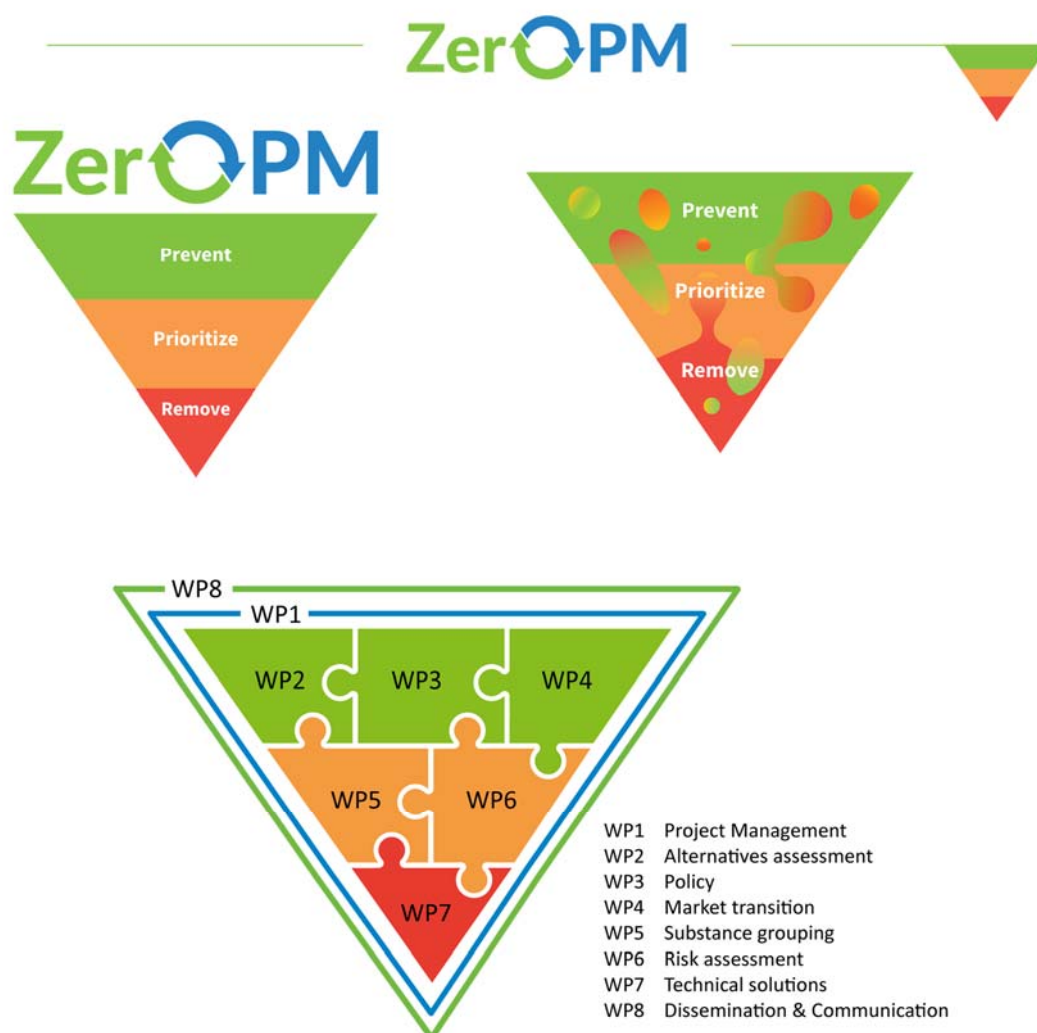 ZerOPM
ZerOPM
Prevent
Prioritize
Remove
Prevent
Prioritize
Remove
WP8
WP1
WP2 WP3 WP4
WP5 WP6
WP7
WP1 Project Management
WP2 Alternatives assessment
WP3 Policy
WP4 Market transition
WP5 Substance grouping
WP6 Risk assessment
WP7 Technical solutions
WP8 Dissemination & Communication